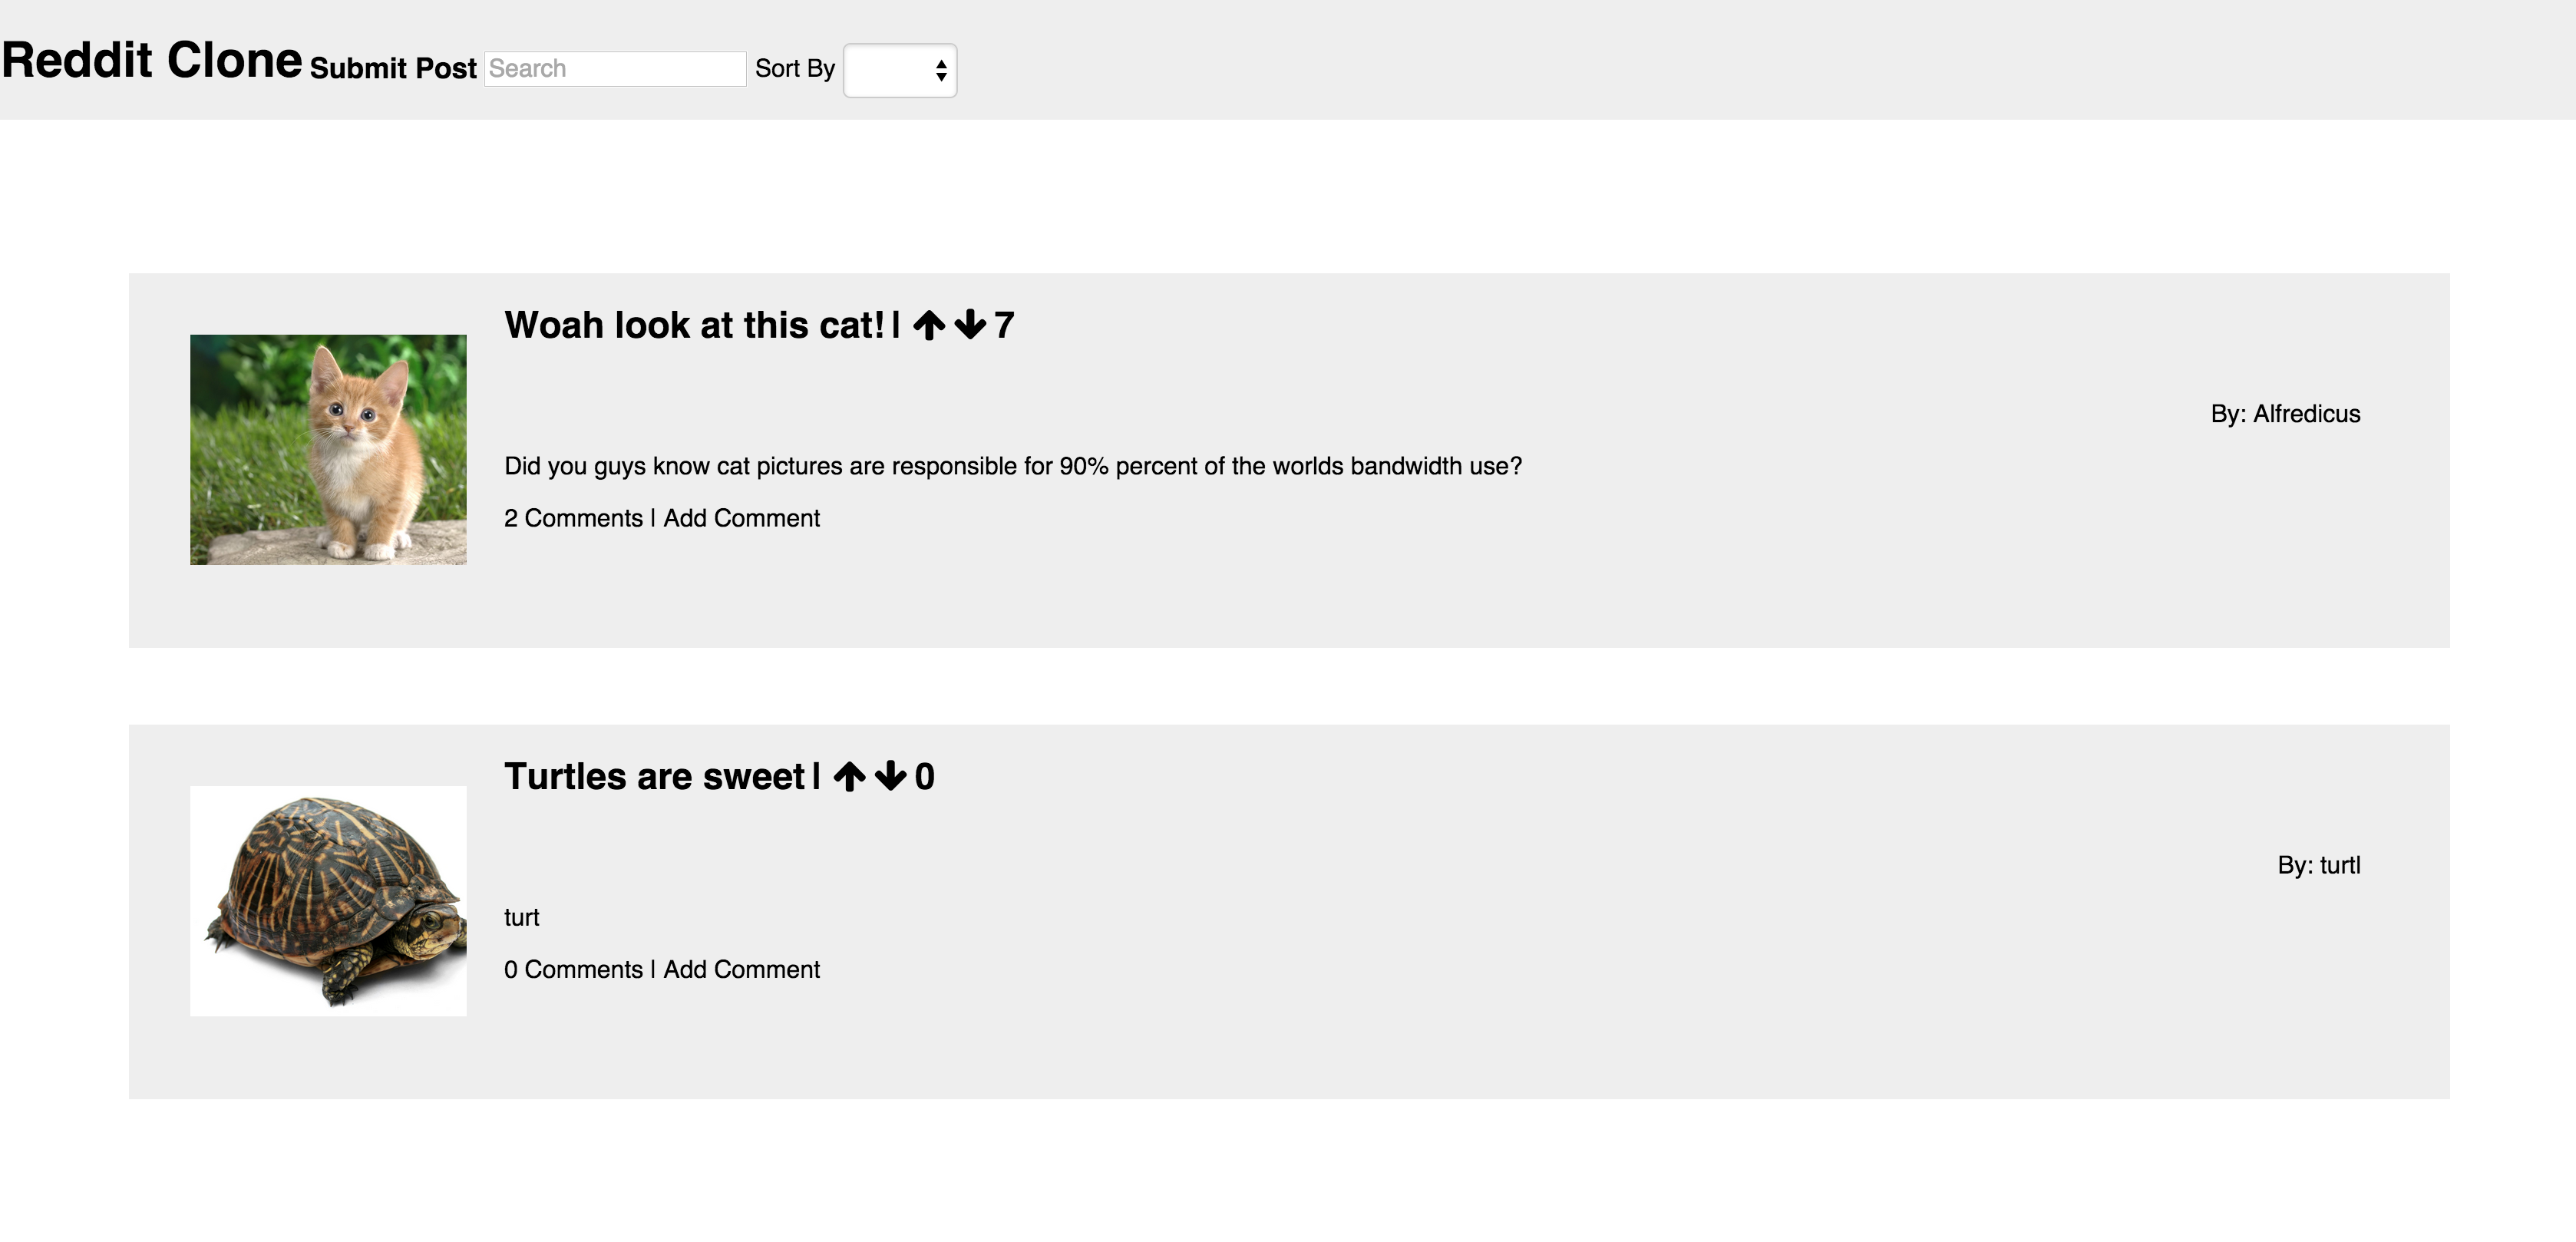 Reddit Clone Submit Post Search Sort By
Woah look at this cat! | 7
By: Alfredicus
Did you guys know cat pictures are responsible for 90% percent of the worlds bandwidth use?
2 Comments | Add Comment
Turtles are sweet | 0
By: turtl
turt
0 Comments | Add Comment